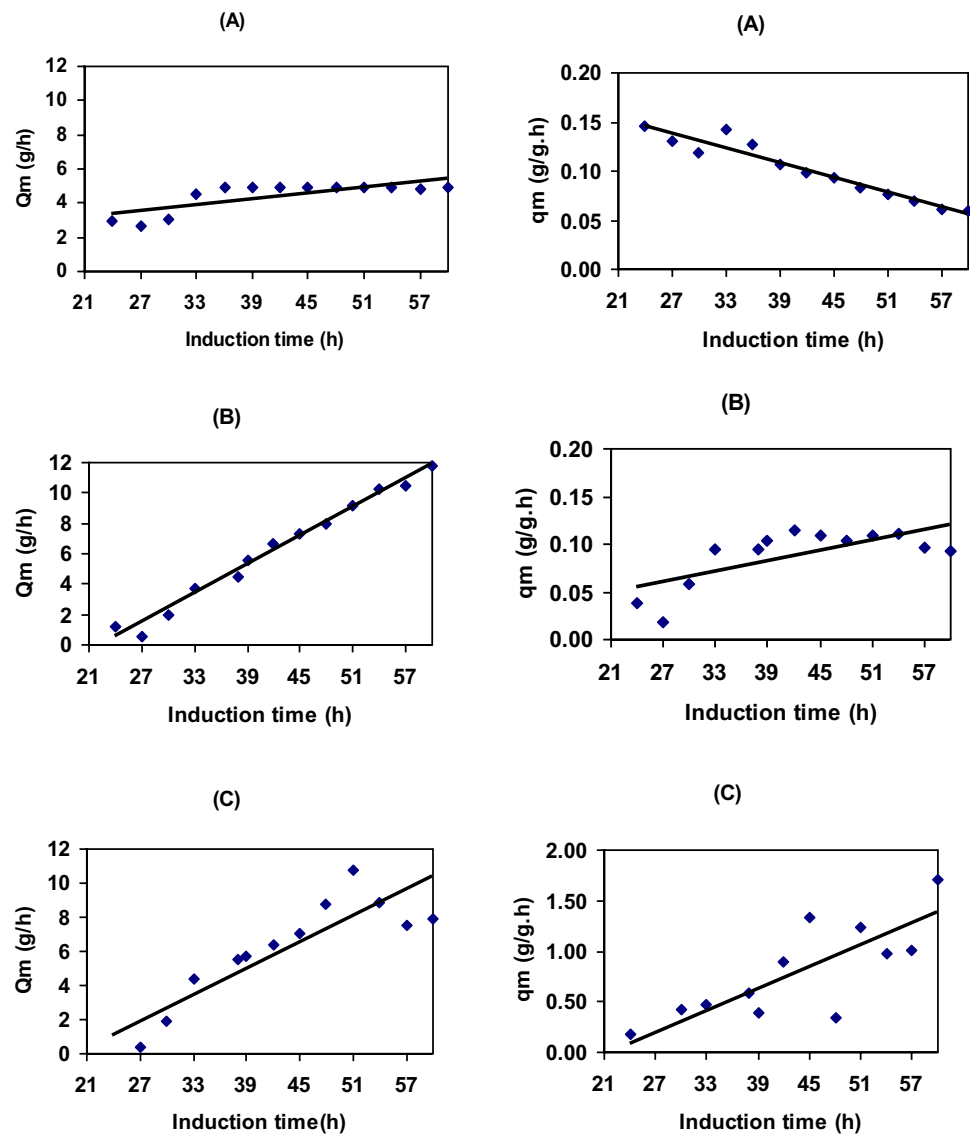 (A)
Qm (g/h)
12
10
8
6
4
2
0
21 27 33 39 45 51 57
Induction time (h)
(A)
qm (g/g.h)
0.20
0.15
0.10
0.05
0.00
21 27 33 39 45 51 57
Induction time (h)
(B)
Qm (g/h)
12
10
8
6
4
2
0
21 27 33 39 45 51 57
Induction time (h)
(B)
qm (g/g.h)
0.20
0.15
0.10
0.05
0.00
21 27 33 39 45 51 57
Induction time (h)
(C)
Qm (g/h)
12
10
8
6
4
2
0
21 27 33 39 45 51 57
Induction time(h)
(C)
qm (g/g.h)
2.00
1.50
1.00
0.50
0.00
21 27 33 39 45 51 57
Induction time (h)